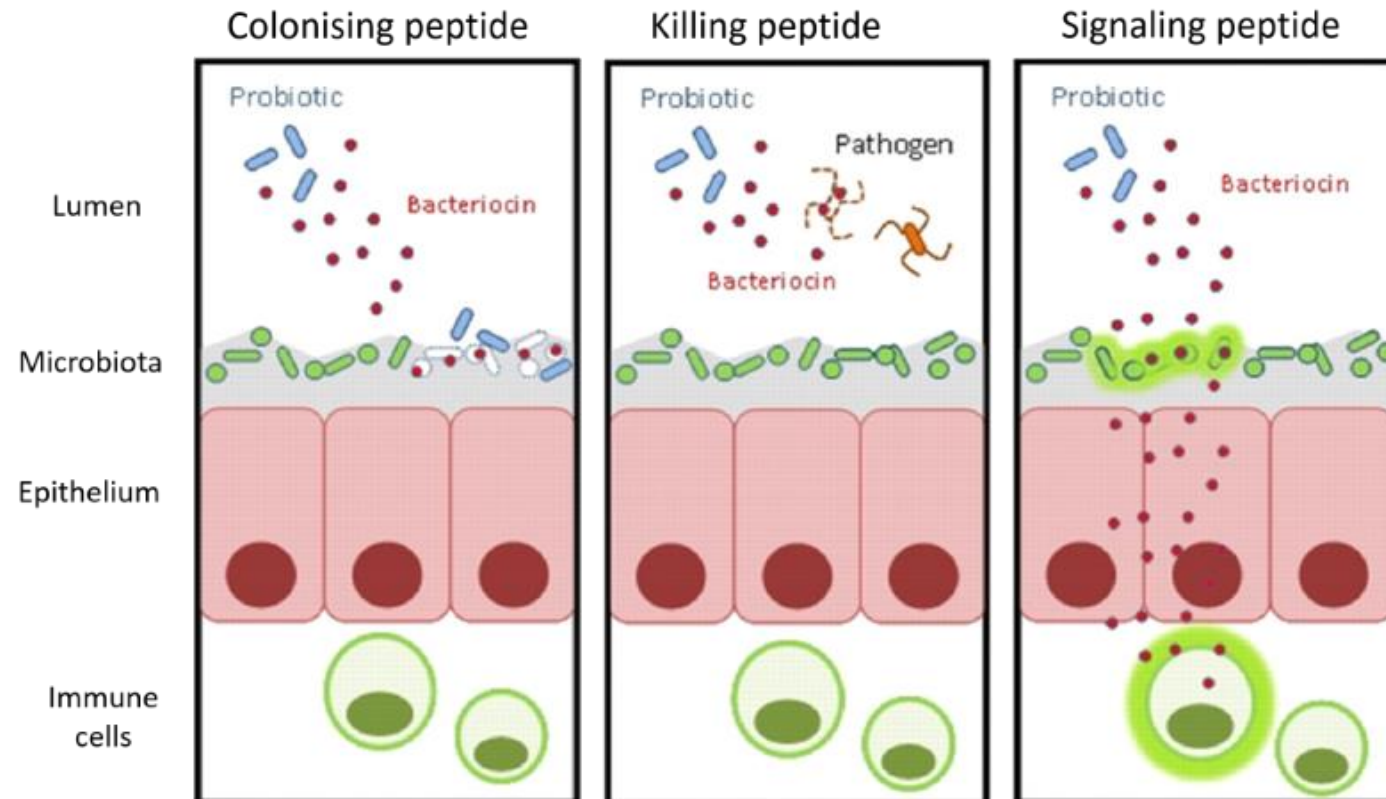 Colonising peptide
Killing peptide
Signaling peptide
Probiotic
Bacteriocin
Probiotic
Pathogen
Bacteriocin
Probiotic
Bacteriocin
Lumen
Microbiota
Epithelium
Immune
cells